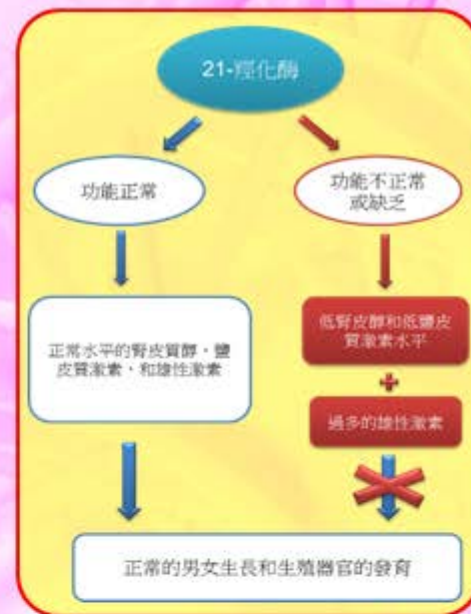 21-羥化酶
功能正常
功能不正常
或缺乏
正常水平的腎皮質醇，鹽
皮質激素、和雄性激素
低腎皮醇和低鹽皮
質激素水平
+
過多的雄性激素
正常的男女生長和生殖器官的發育